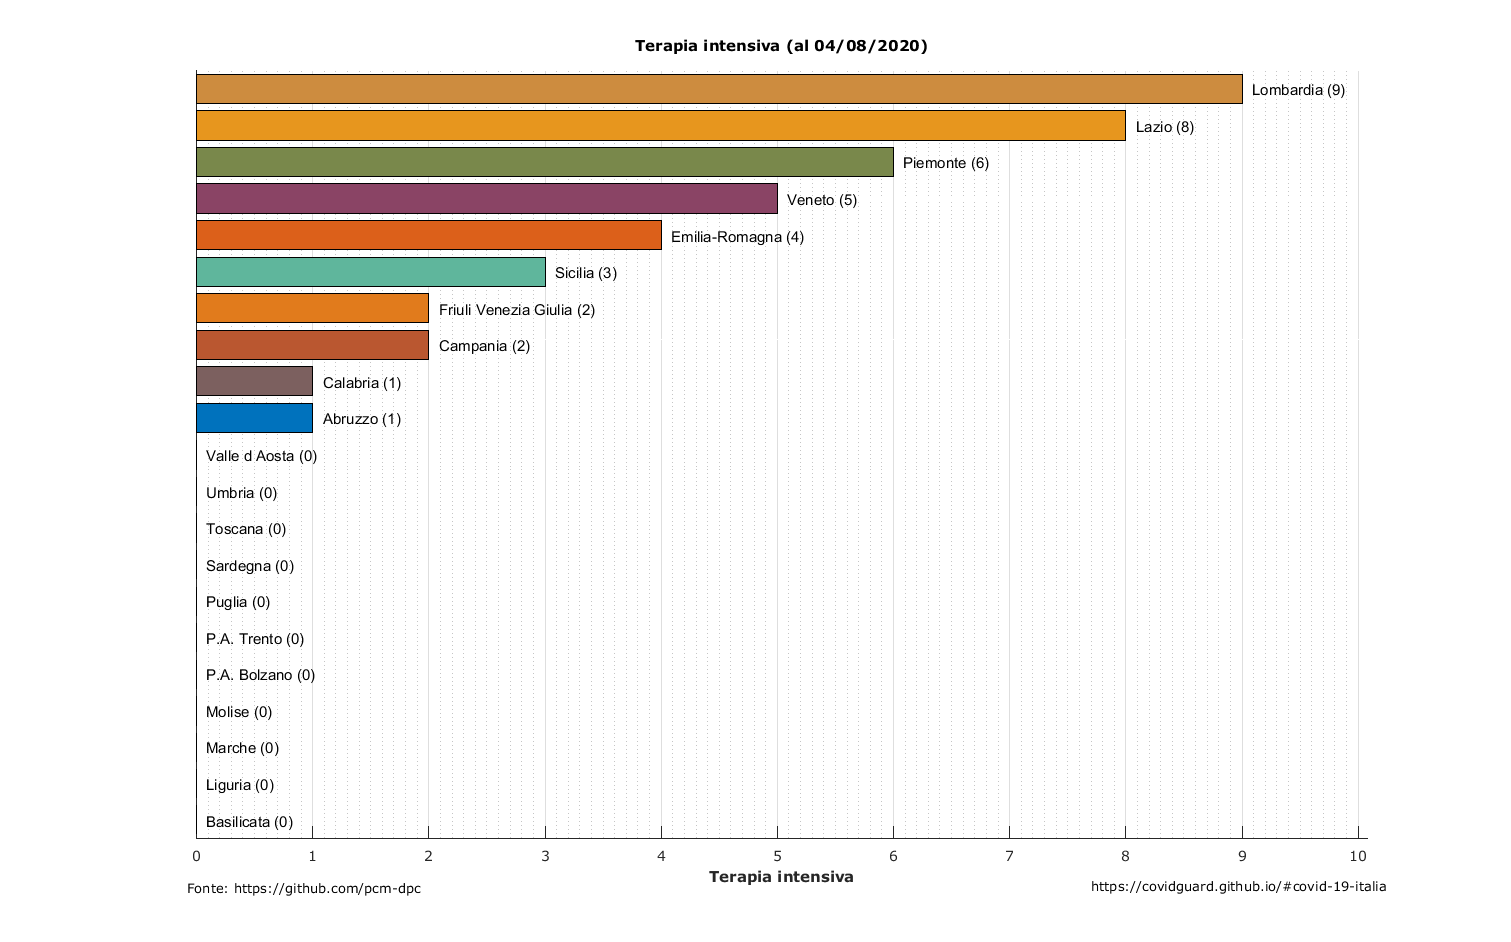 Terapia intensiva (al 04/08/2020)
Lombardia (9)
Lazio (8)
Piemonte (6)
Veneto (5)
Emilia-Romagna (4)
Sicilia (3)
Friuli Venezia Giulia (2)
Campania (2)
Calabria (1)
Abruzzo (1)
Valle d Aosta (0)
Umbria (0)
Toscana (0)
Sardegna (0)
Puglia (0)
P.A. Trento (0)
P.A. Bolzano (0)
Molise (0)
Marche (0)
Liguria (0)
Basilicata (0)
0 1 2 3 4 5 6 7 8 9 10
Terapia intensiva
Fonte: https://github.com/pcm-dpc
https://covidguard.github.io/#covid-19-italia